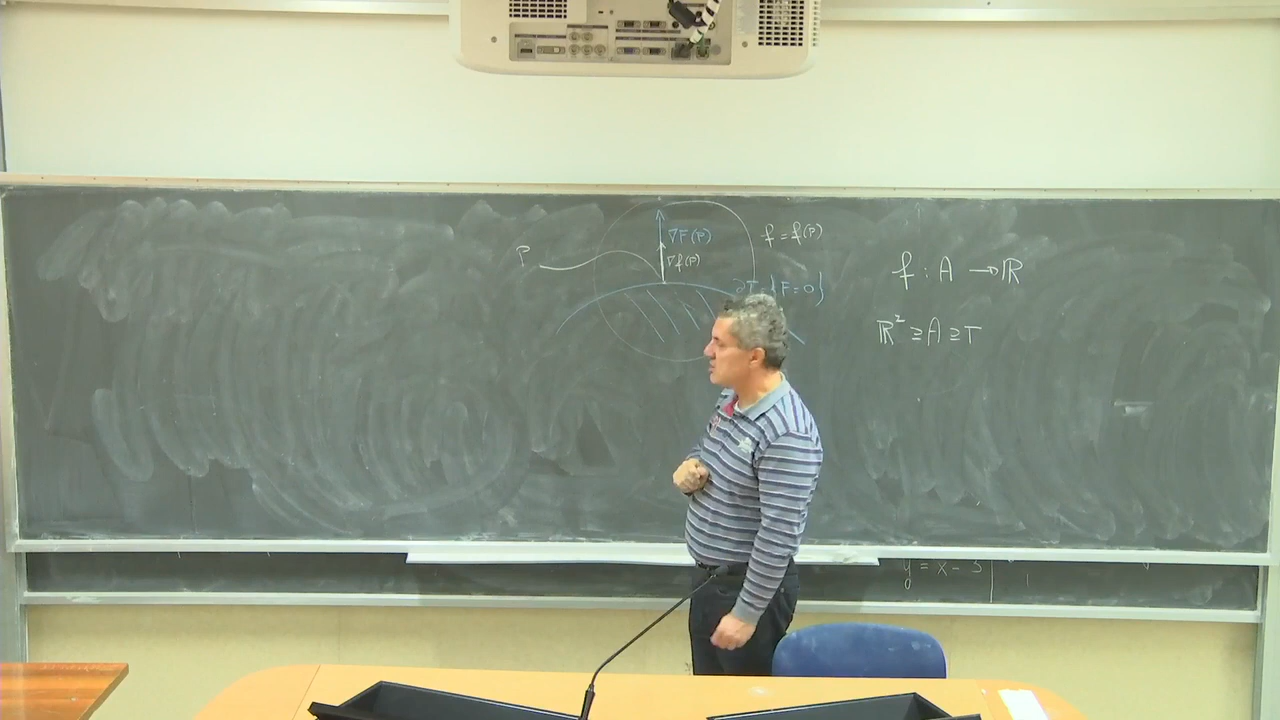 P
∇F(P)
∇f(P)
f = f(P)
∂T = {F = 0}
f : A → ℝ
ℝ² ⊇ A ⊇ T
y = x - 3